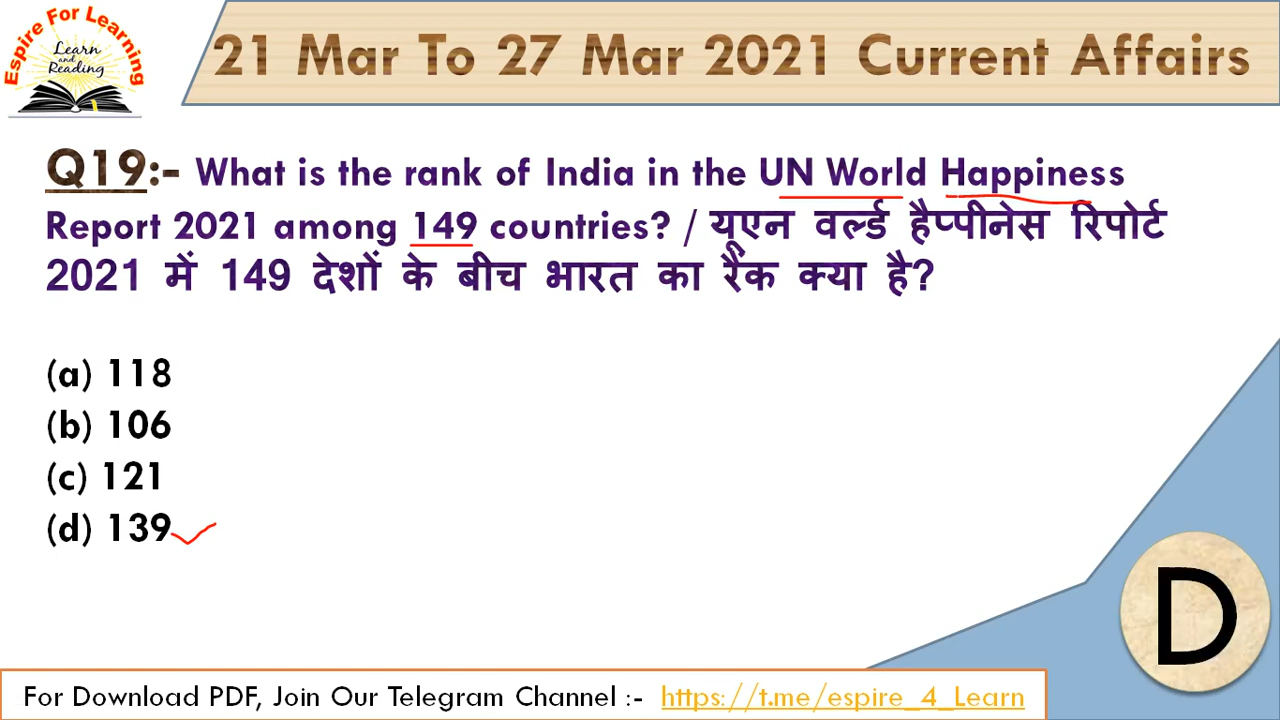 Espire For Learning
Learn
and
Reading
21 Mar To 27 Mar 2021 Current Affairs
Q19:- What is the rank of India in the UN World Happiness
Report 2021 among 149 countries? / यूएन वर्ल्ड हैप्पीनेस रिपोर्ट
2021 में 149 देशों के बीच भारत का रैंक क्या है?
(a) 118
(b) 106
(c) 121
(d) 139
D
For Download PDF, Join Our Telegram Channel :- https://t.me/espire_4_Learn